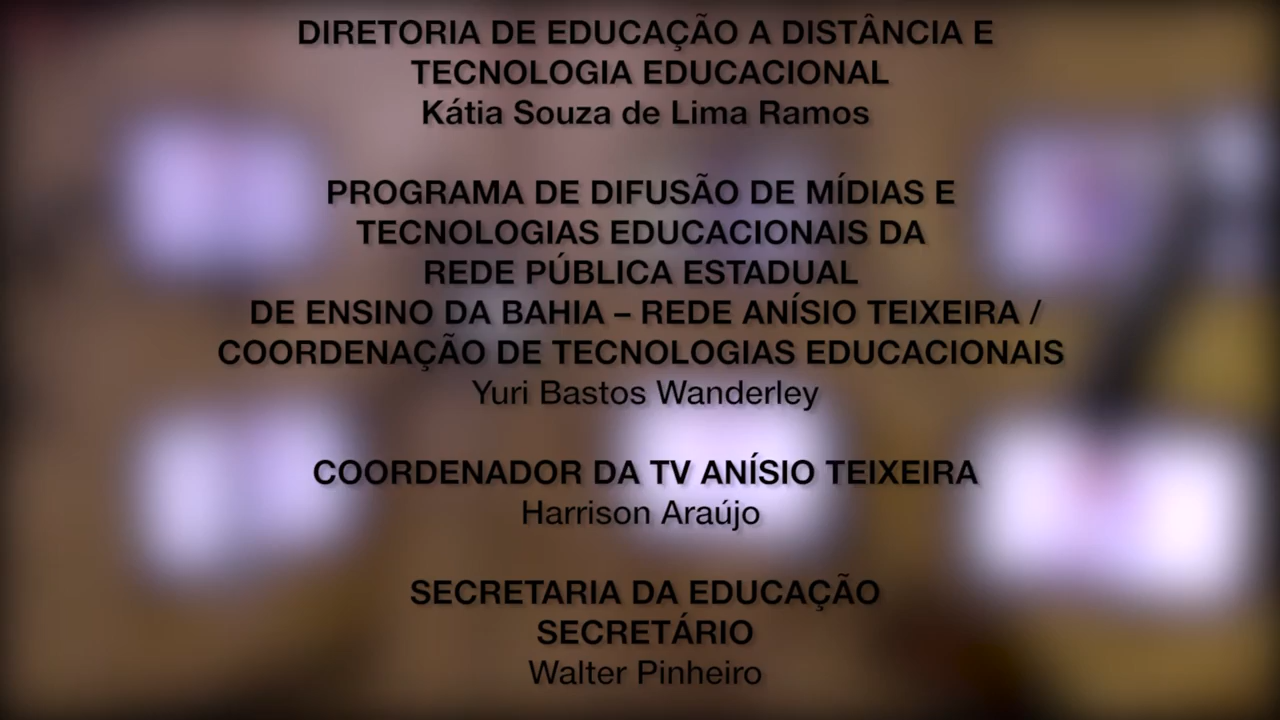 DIRETORIA DE EDUCAÇÃO A DISTÂNCIA E
TECNOLOGIA EDUCACIONAL
Kátia Souza de Lima Ramos
PROGRAMA DE DIFUSÃO DE MÍDIAS E
TECNOLOGIAS EDUCACIONAIS DA
REDE PÚBLICA ESTADUAL
DE ENSINO DA BAHIA – REDE ANÍSIO TEIXEIRA /
COORDENAÇÃO DE TECNOLOGIAS EDUCACIONAIS
Yuri Bastos Wanderley
COORDENADOR DA TV ANÍSIO TEIXEIRA
Harrison Araújo
SECRETARIA DA EDUCAÇÃO
SECRETÁRIO
Walter Pinheiro